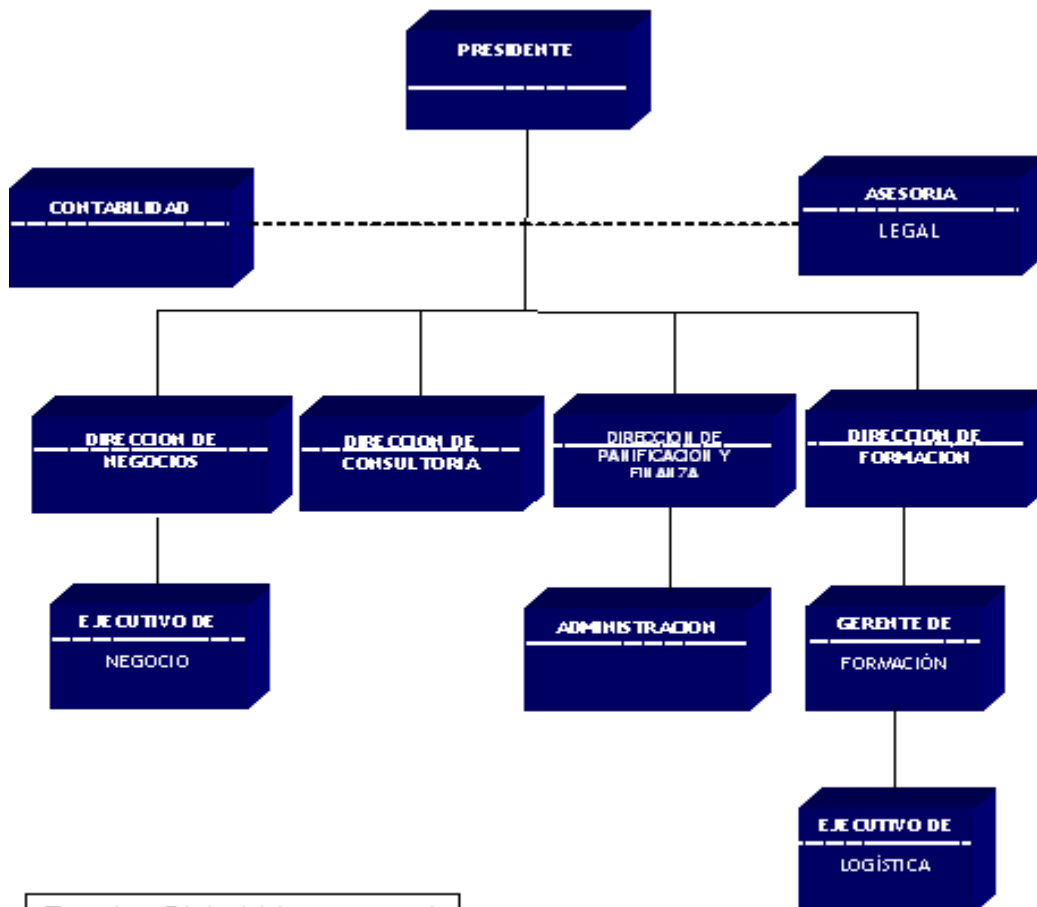 PRESIDENTE
CONTABILIDAD
ASESORIA
LEGAL
DIRECCION DE
NEGOCIOS
DIRECCION DE
CONSULTORIA
DIRECCION DE
PANIFICACION Y
FINANZA
DIRECCION DE
FORMACION
EJECUTIVO DE
NEGOCIO
ADMINISTRACION
GERENTE DE
FORMACIÓN
EJECUTIVO DE
LOGÍSTICA